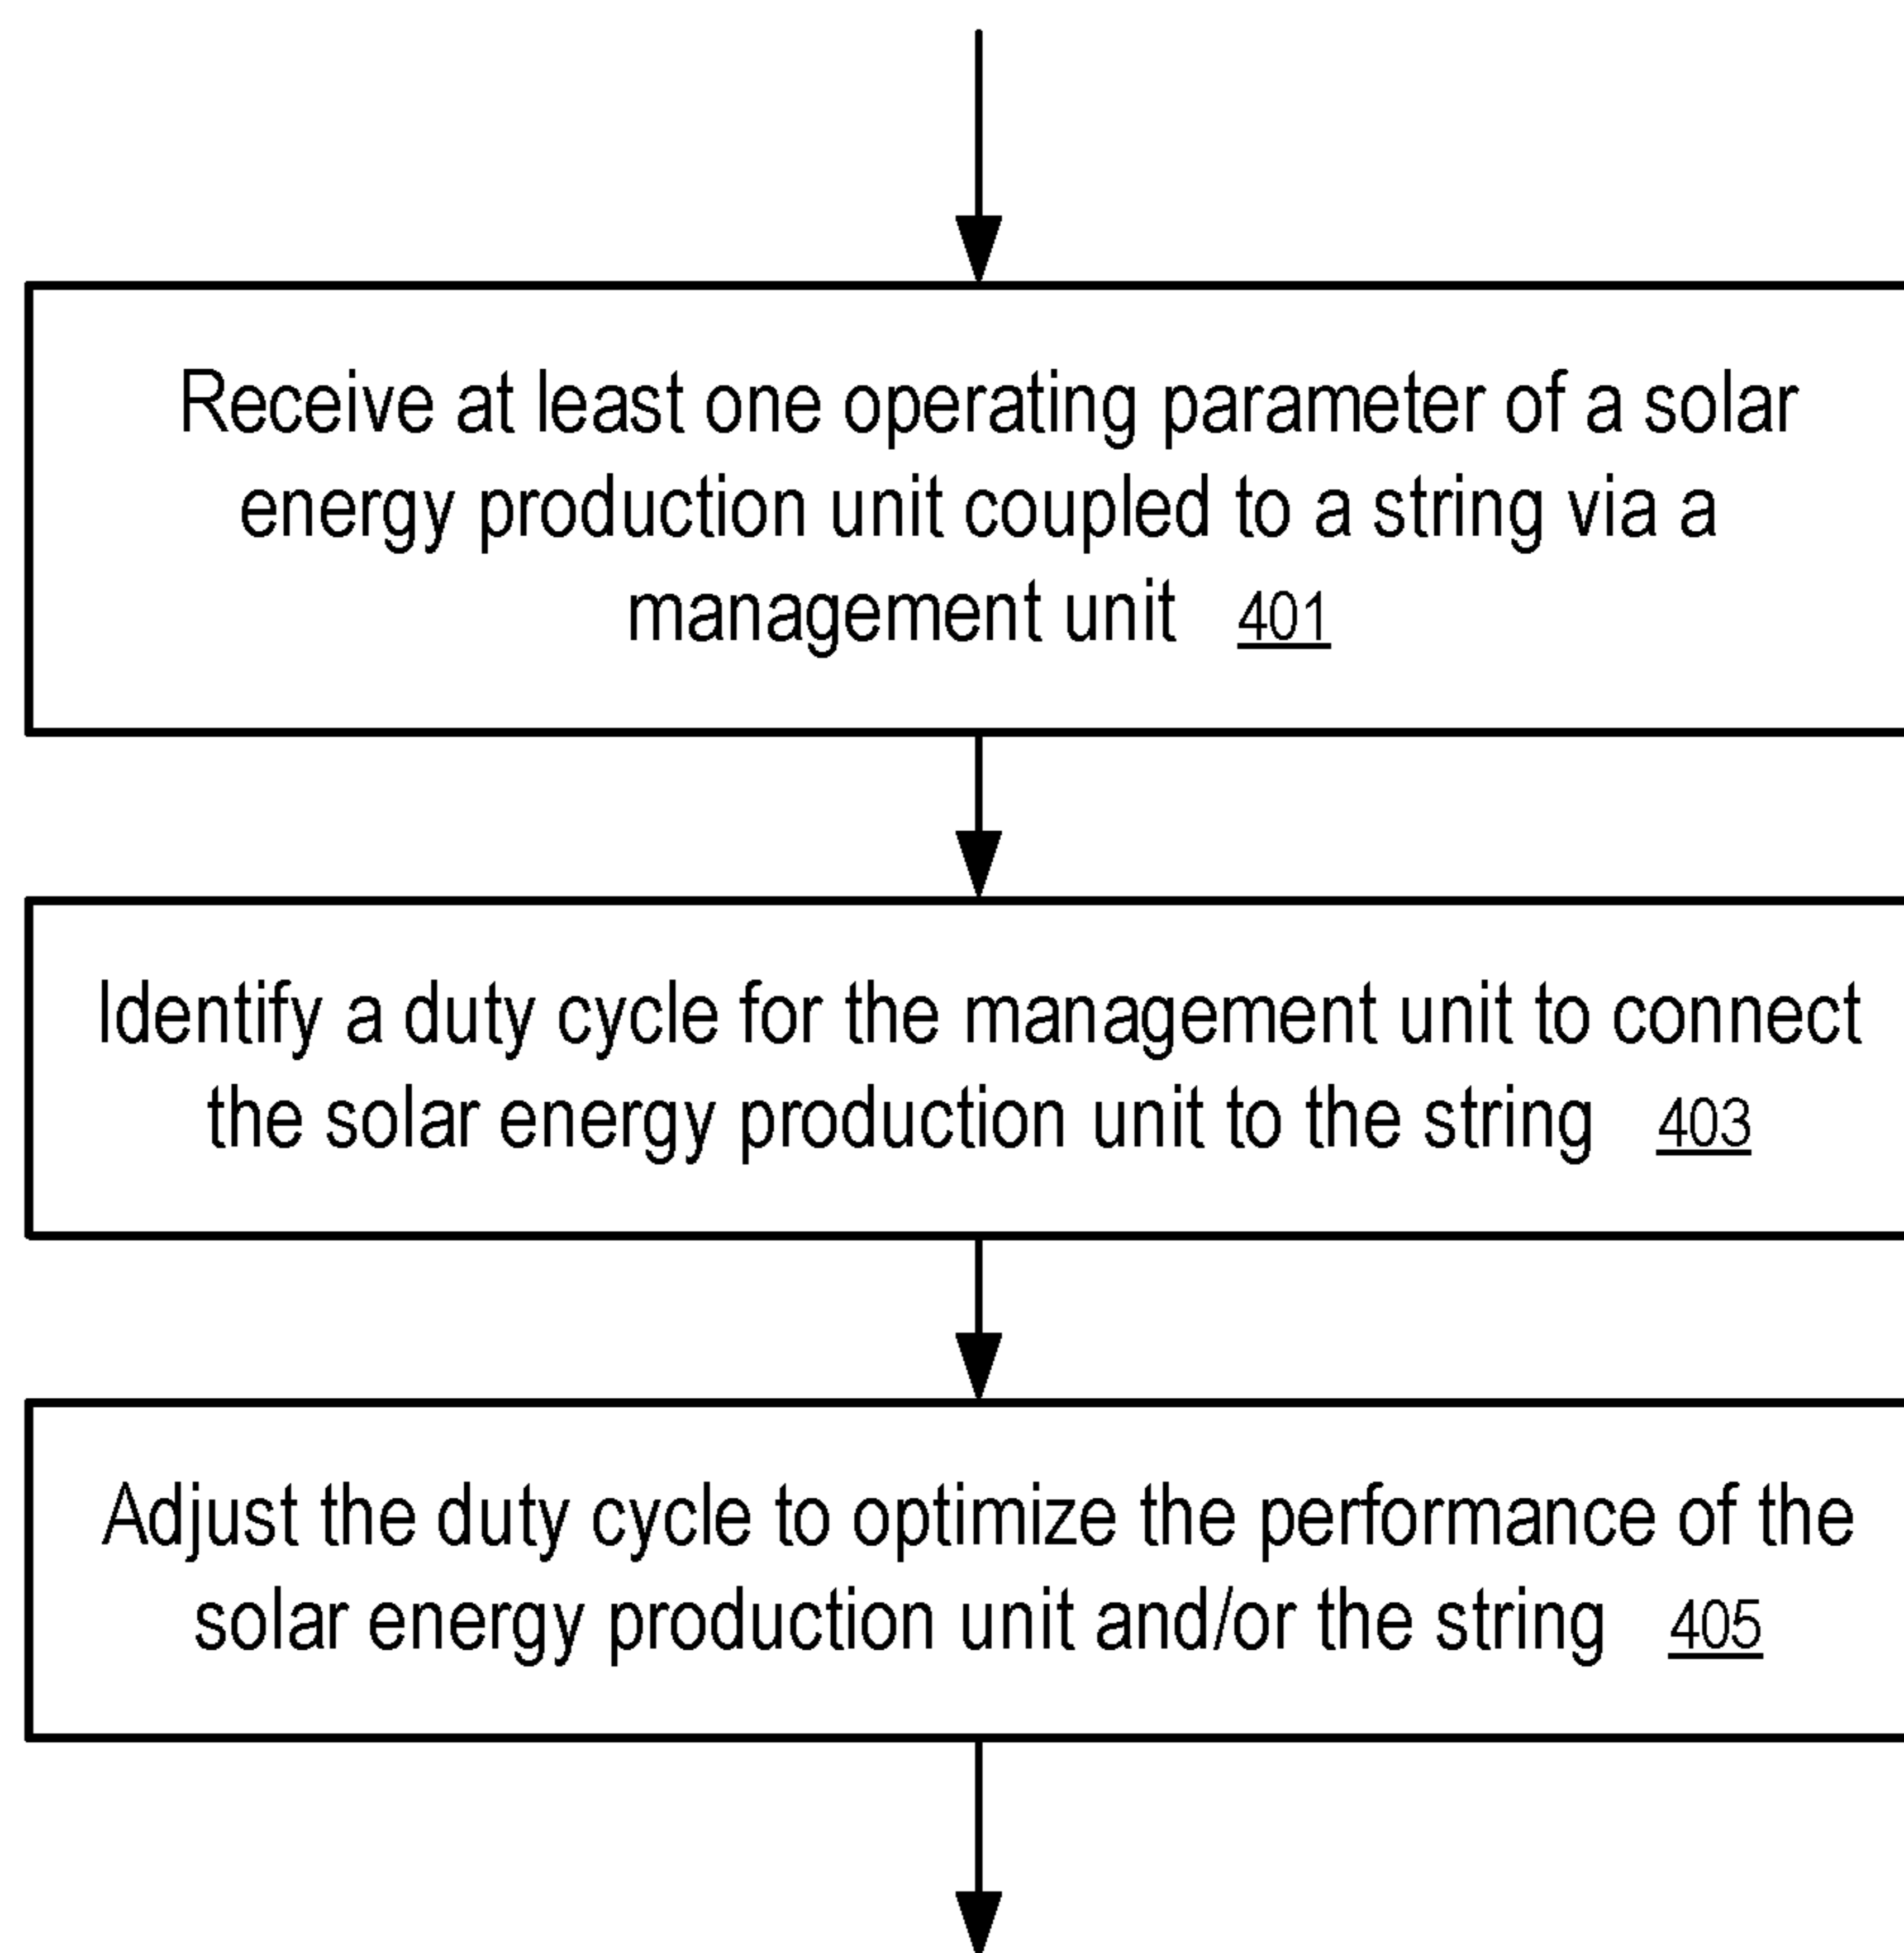 Receive at least one operating parameter of a solar
energy production unit coupled to a string via a
management unit 401
Identify a duty cycle for the management unit to connect
the solar energy production unit to the string 403
Adjust the duty cycle to optimize the performance of the
solar energy production unit and/or the string 405